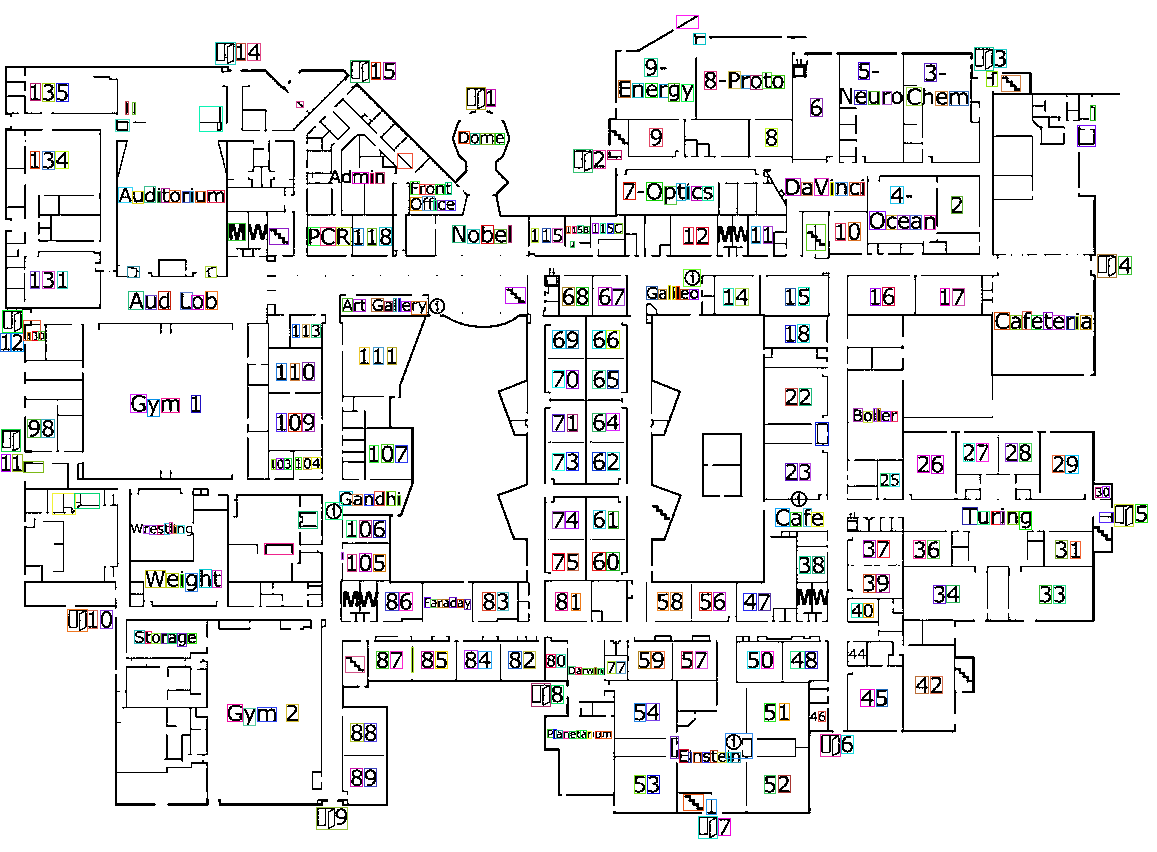 14
15
1
3
135
9-
Energy
8-Proto
5-
Neuro
3-
Chem
6
9
8
Dome
2
134
Auditorium
Admin
Front
Office
7-Optics
DaVinci
4-
Ocean
2
M W
PCR 118
Nobel
115
115B
115C
12
MW
11
10
4
131
Aud Lob
Art Gallery
1
68
67
Galileo
1
14
15
16
17
12
130
113
111
69
66
18
Cafeteria
110
70
65
22
Gym 1
109
71
64
Boiler
98
11
103
104
107
73
62
23
25
26
27
28
29
30
Gandhi
1
1
Cafe
Turing
5
Wrestling
106
74
61
Weight
105
75
60
38
37
36
31
39
34
33
MW
86
Faraday
83
81
58
56
47
MW
40
10
Storage
87
85
84
82
80
Darwin
77
59
57
50
48
44
42
45
8
Gym 2
88
Planetarium
54
51
46
6
1
Einstein
89
53
52
9
7